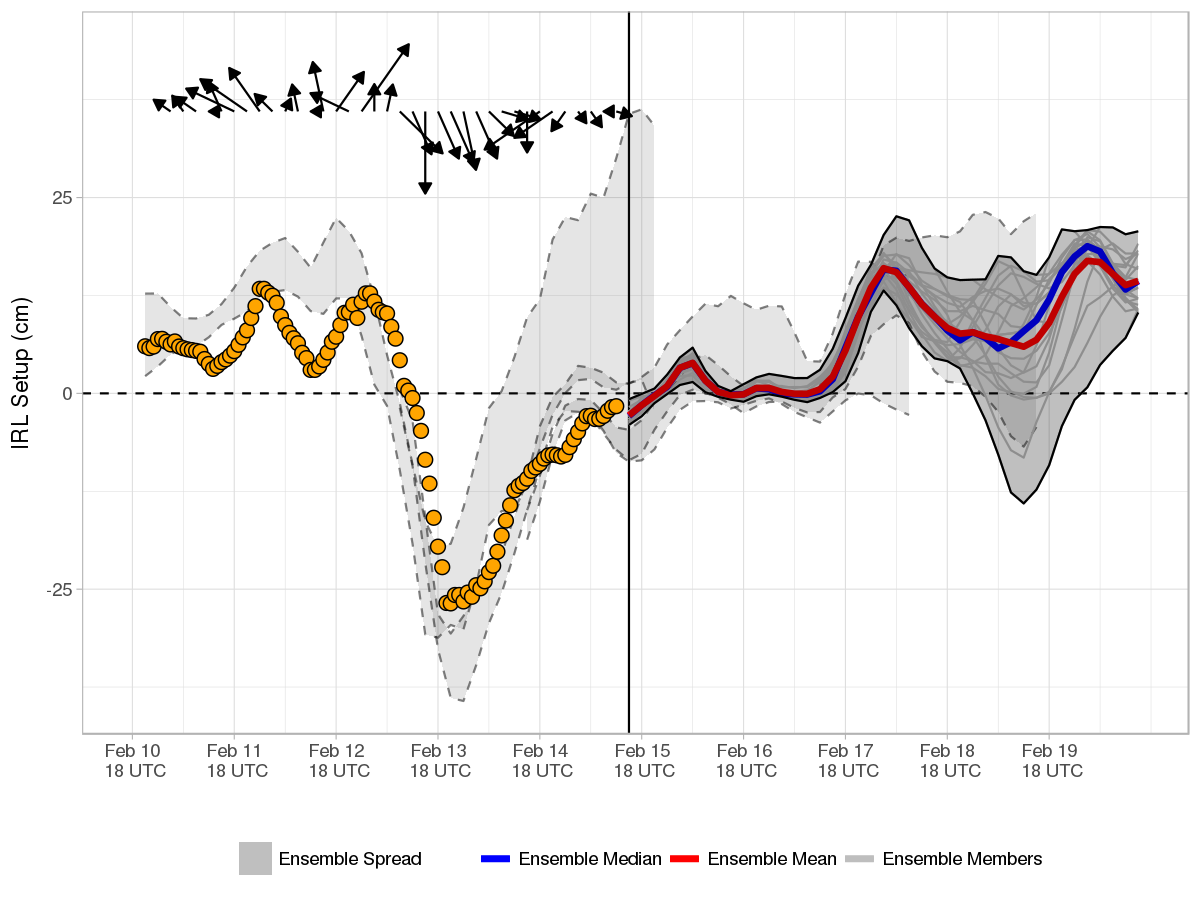 IRL Setup (cm)
25
0
-25
Feb 10
18 UTC
Feb 11
18 UTC
Feb 12
18 UTC
Feb 13
18 UTC
Feb 14
18 UTC
Feb 15
18 UTC
Feb 16
18 UTC
Feb 17
18 UTC
Feb 18
18 UTC
Feb 19
18 UTC
Ensemble Spread
Ensemble Median
Ensemble Mean
Ensemble Members